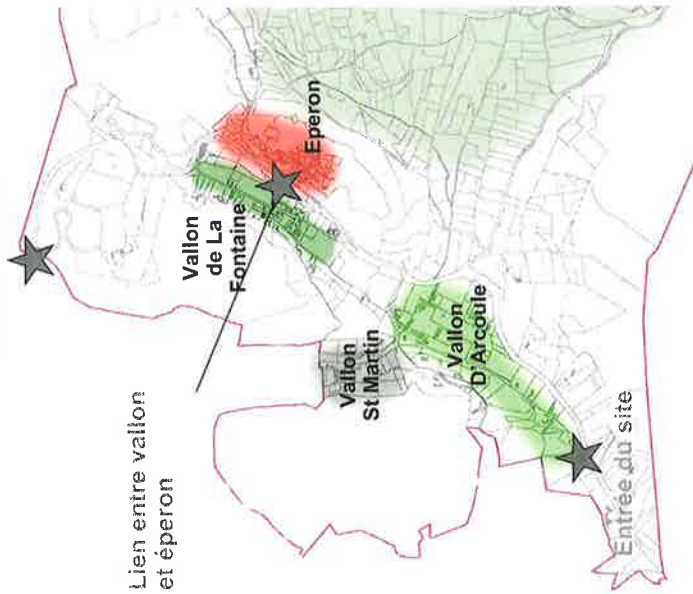 Lien entre vallon
et éperon
Vallon
de La
Fontaine
Eperon
Vallon
St Martin
Vallon
D'Arcoule
Entrée du site